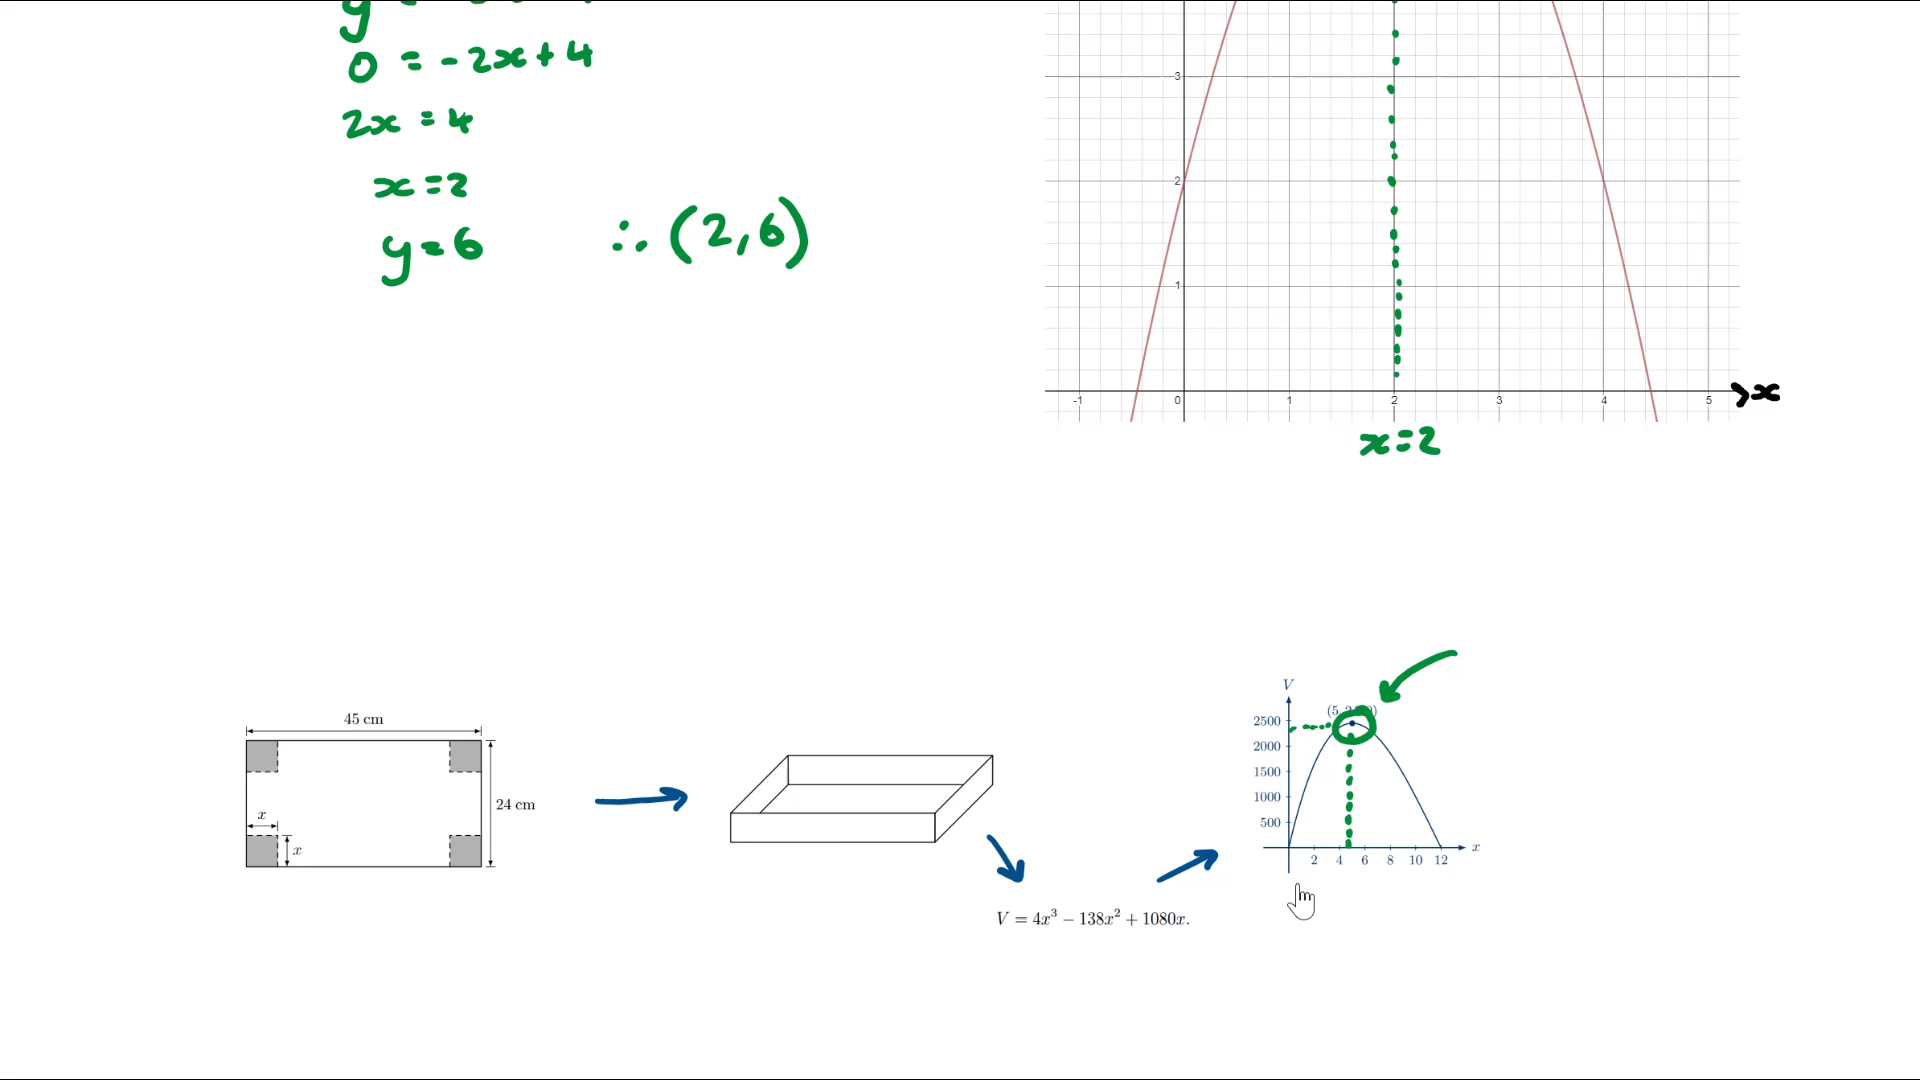 0 = -2x + 4
2x = 4
x = 2
y = 6 ∴ (2, 6)
3
2
1
-1 0 1 2 3 4 5 x
x = 2
45 cm
24 cm
x
x
V = 4x³ − 138x² + 1080x.
V
2500
2000
1500
1000
500
2 4 6 8 10 12 x